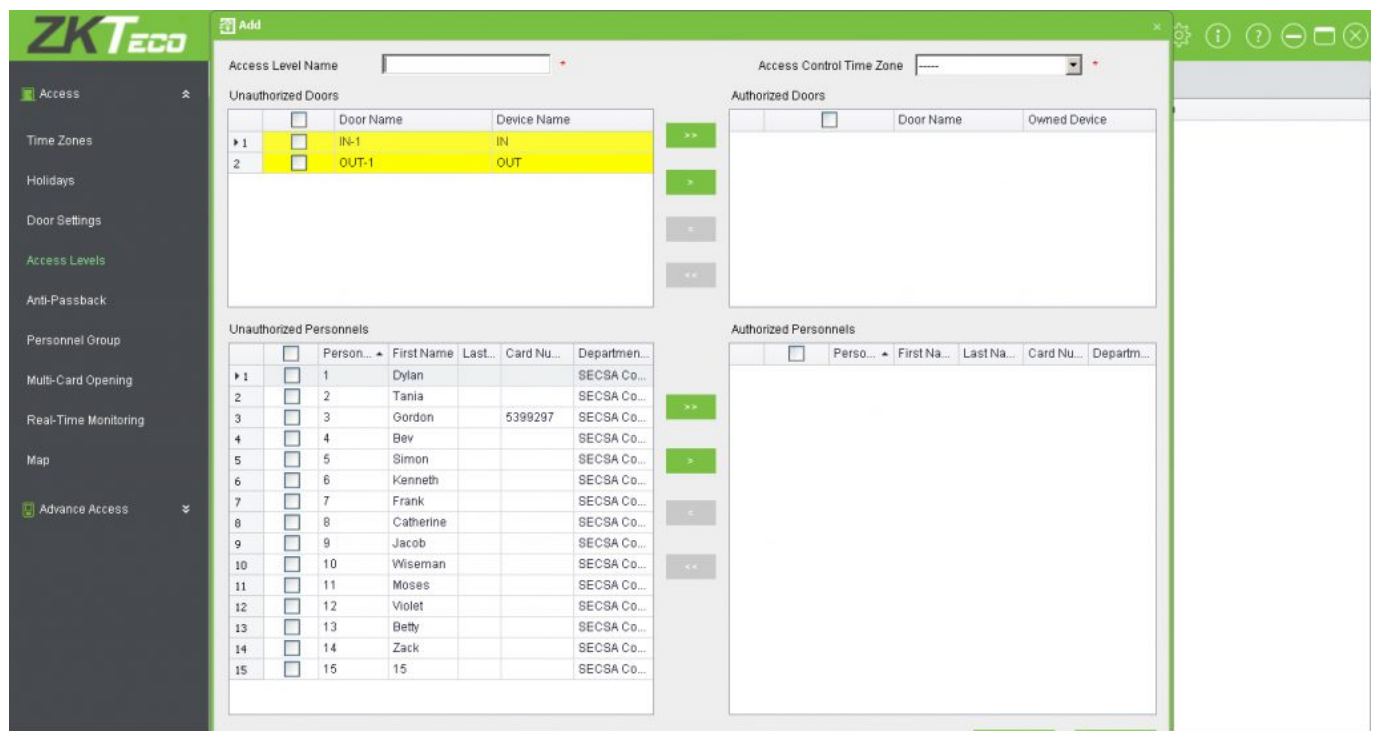 ZKTeco
Add ×
Access Level Name * Access Control Time Zone ----- *
Access
Unauthorized Doors Authorized Doors
Door Name Device Name Door Name Owned Device
1 IN-1 IN
2 OUT-1 OUT
>>
>
<
<<
Time Zones
Holidays
Door Settings
Access Levels
Anti-Passback
Personnel Group
Multi-Card Opening
Real-Time Monitoring
Map
Advance Access
Unauthorized Personnels Authorized Personnels
Person... First Name Last... Card Nu... Departmen... Perso... First Na... Last Na... Card Nu... Departm...
1 1 Dylan SECSA Co...
2 2 Tania SECSA Co...
3 3 Gordon 5399297 SECSA Co...
4 4 Bev SECSA Co...
5 5 Simon SECSA Co...
6 6 Kenneth SECSA Co...
7 7 Frank SECSA Co...
8 8 Catherine SECSA Co...
9 9 Jacob SECSA Co...
10 10 Wiseman SECSA Co...
11 11 Moses SECSA Co...
12 12 Violet SECSA Co...
13 13 Betty SECSA Co...
14 14 Zack SECSA Co...
15 15 15 SECSA Co...
>>
>
<
<<